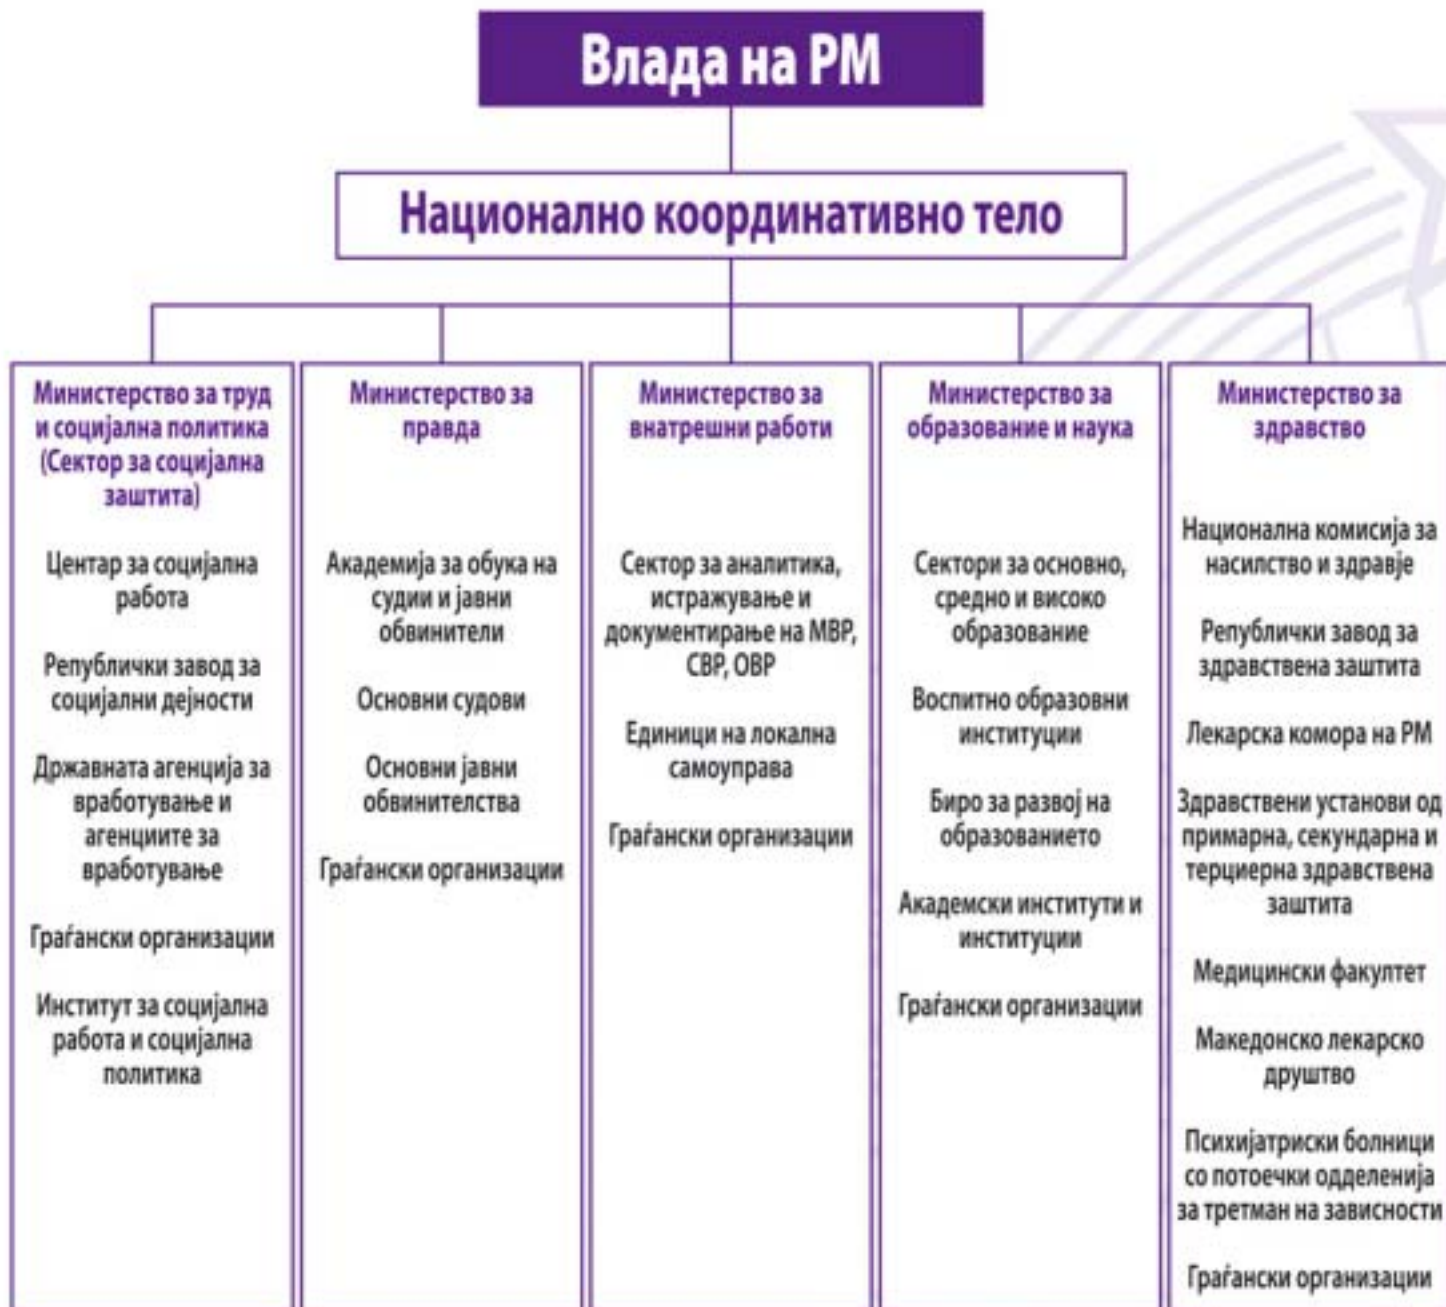 Влада на РМ
Национално координативно тело
Министерство за труд
и социјална политика
(Сектор за социјална
заштита)
Центар за социјална
работа
Републички завод за
социјални дејности
Државната агенција за
вработување и
агенциите за
вработување
Граѓански организации
Институт за социјална
работа и социјална
политика
Министерство за
правда
Академија за обука на
судии и јавни
обвинители
Основни судови
Основни јавни
обвинителства
Граѓански организации
Министерство за
внатрешни работи
Сектор за аналитика,
истражување и
документирање на МВР,
СВР, ОВР
Единици на локална
самоуправа
Граѓански организации
Министерство за
образование и наука
Сектори за основно,
средно и високо
образование
Воспитно образовни
институции
Биро за развој на
образованието
Академски институти и
институции
Граѓански организации
Министерство за
здравство
Национална комисија за
насилство и здравје
Републички завод за
здравствена заштита
Лекарска комора на РМ
Здравствени установи од
примарна, секундарна и
терциерна здравствена
заштита
Медицински факултет
Македонско лекарско
друштво
Психијатриски болници
со потоечки одделенија
за третман на зависности
Граѓански организации